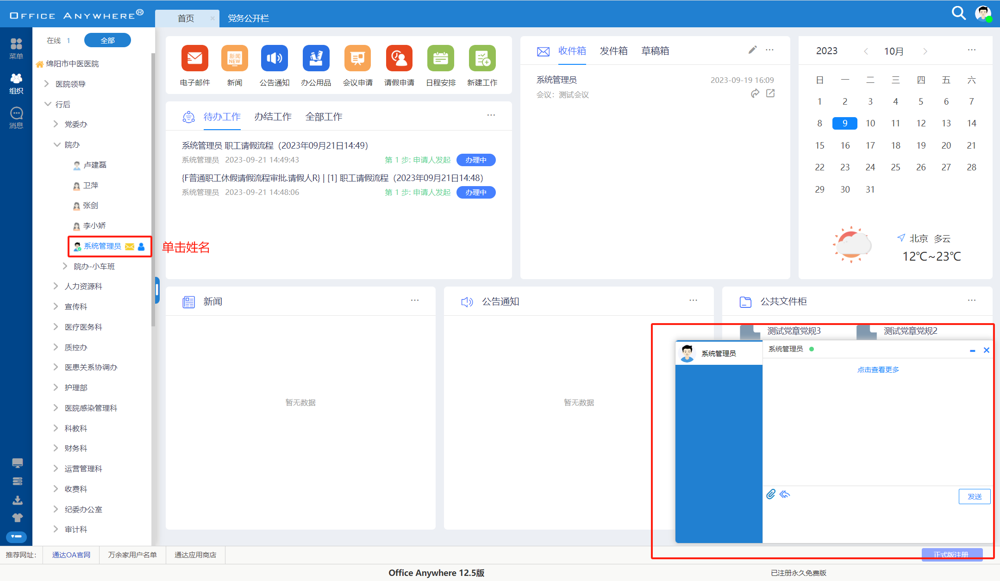 OFFICE ANYWHERE®
首页 ×
党务公开栏
菜单
组织
消息
在线 1
全部
绵阳市中医医院
医院领导
行后
党委办
院办
卢建磊
卫萍
张剑
李小娇
系统管理员
单击姓名
院办-小车班
人力资源科
宣传科
医疗医务科
质控办
医患关系协调办
护理部
医院感染管理科
科教科
财务科
运营管理科
收费科
纪委办公室
审计科
新闻
NEW
电子邮件 新闻 公告通知 办公用品 会议申请 请假申请 日程安排 新建工作
待办工作 办结工作 全部工作 ...
系统管理员 职工请假流程（2023年09月21日14:49）
系统管理员 2023-09-21 14:49:43 第 1 步: 申请人发起 办理中
{F普通职工休假请假流程审批.请假人R} | [1] 职工请假流程（2023年09月21日14:48）
系统管理员 2023-09-21 14:48:06 第 1 步: 申请人发起 办理中
收件箱 发件箱 草稿箱 ...
系统管理员 2023-09-19 16:09
会议：测试会议
2023 < 10月 > ...
日 一 二 三 四 五 六
1 2 3 4 5 6 7
8 9 10 11 12 13 14
15 16 17 18 19 20 21
22 23 24 25 26 27 28
29 30 31
北京 多云
12℃~23℃
新闻 ...
暂无数据
公告通知 ...
暂无数据
公共文件柜 ...
测试党章党规3 测试党章党规2
系统管理员
系统管理员
点击查看更多
发送
推荐网址： 通达OA官网 万余家用户名单 通达应用商店
正式版注册
Office Anywhere 12.5版
已注册永久免费版